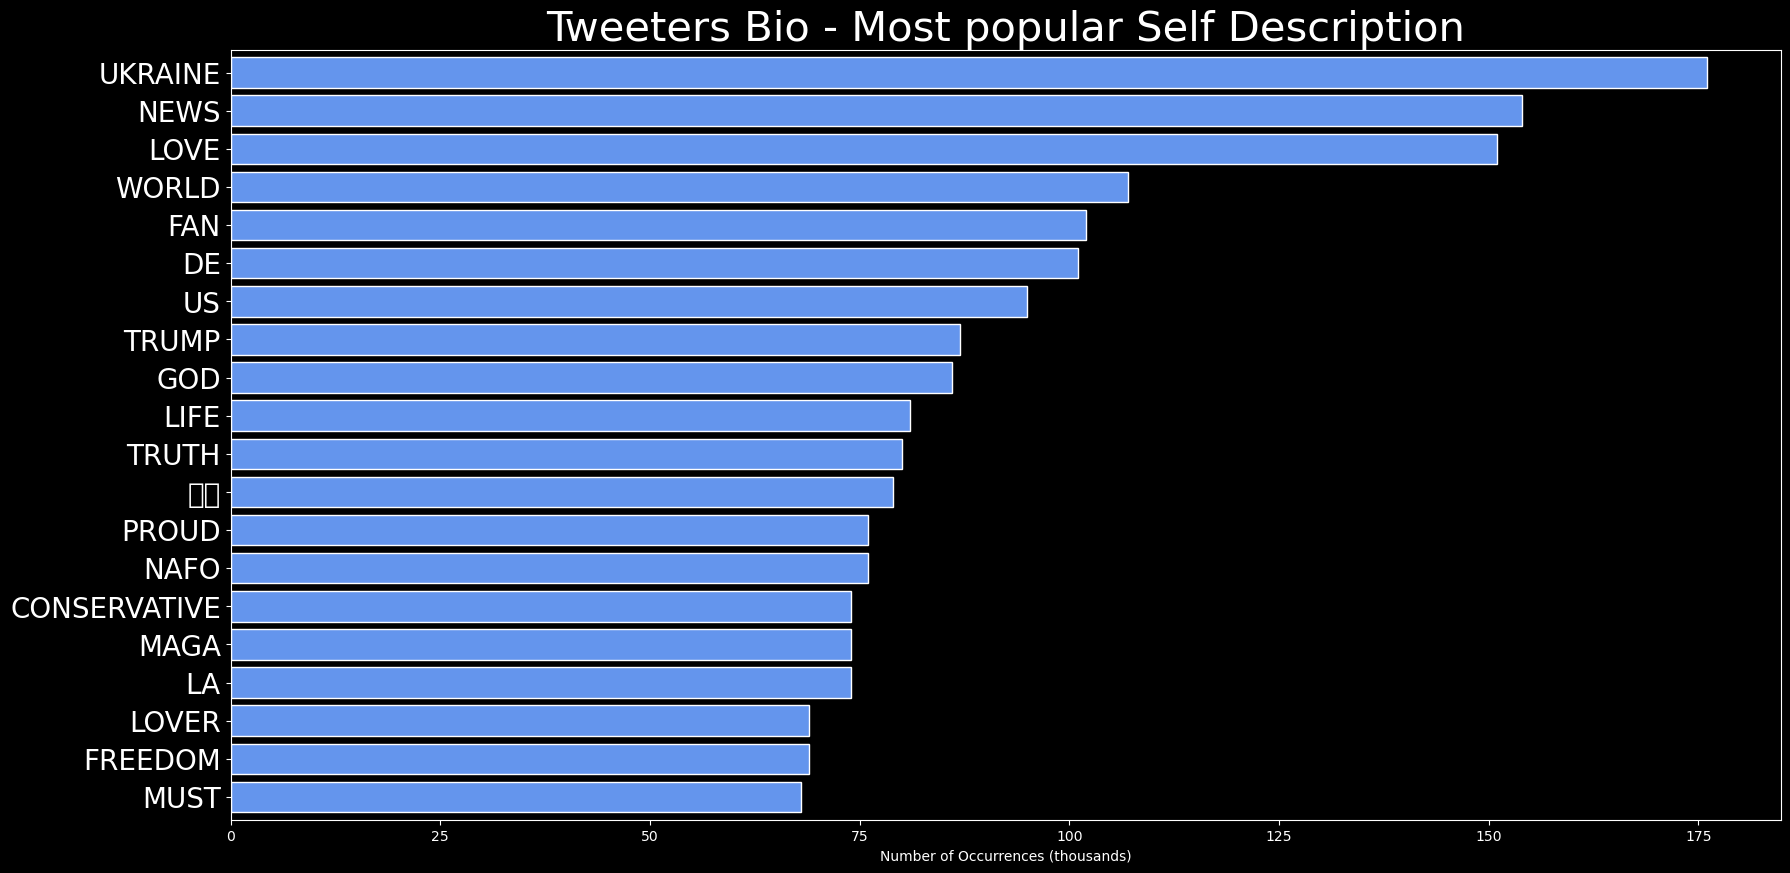 Tweeters Bio - Most popular Self Description
UKRAINE
NEWS
LOVE
WORLD
FAN
DE
US
TRUMP
GOD
LIFE
TRUTH
PROUD
NAFO
CONSERVATIVE
MAGA
LA
LOVER
FREEDOM
MUST
0 25 50 75 100 125 150 175
Number of Occurrences (thousands)